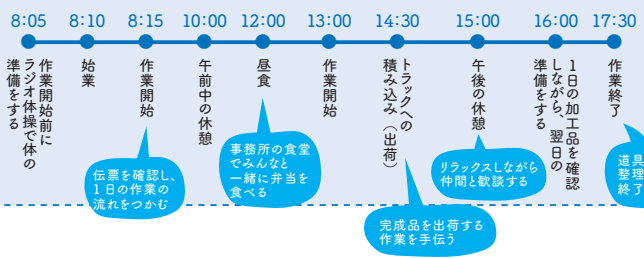 8:05 8:10 8:15 10:00 12:00 13:00 14:30 15:00 16:00 17:30
作業開始前に
ラジオ体操で体の
準備をする
始業
作業開始
午前中の休憩
昼食
作業開始
トラックへの
積み込み（出荷）
午後の休憩
1日の加工品を確認
しながら、翌日の
準備をする
作業終了
伝票を確認し、
1日の作業の
流れをつかむ
事務所の食堂
でみんなと
一緒に弁当を
食べる
完成品を出荷する
作業を手伝う
リラックスしながら
仲間と歓談する
道具
整理
終了